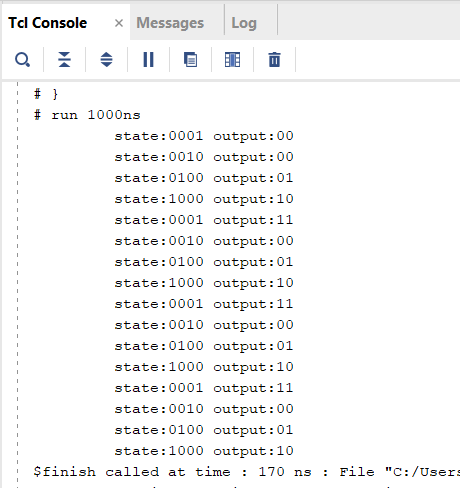 Tcl Console × Messages Log
# }
# run 1000ns
state:0001 output:00
state:0010 output:00
state:0100 output:01
state:1000 output:10
state:0001 output:11
state:0010 output:00
state:0100 output:01
state:1000 output:10
state:0001 output:11
state:0010 output:00
state:0100 output:01
state:1000 output:10
state:0001 output:11
state:0010 output:00
state:0100 output:01
state:1000 output:10
$finish called at time : 170 ns : File "C:/Users